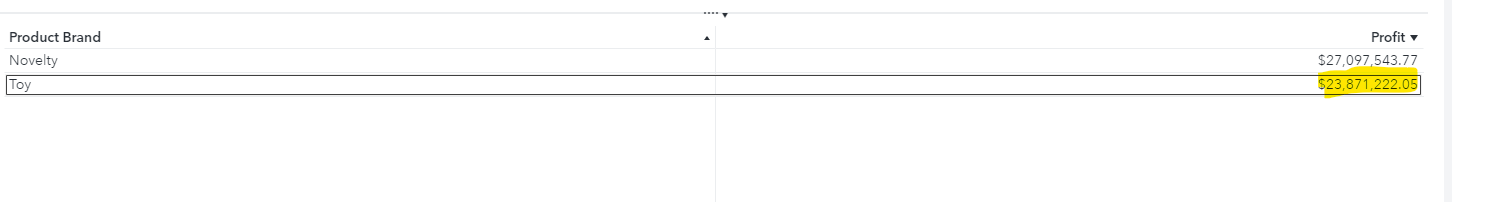 Product Brand Profit
Novelty $27,097,543.77
Toy $23,871,222.05